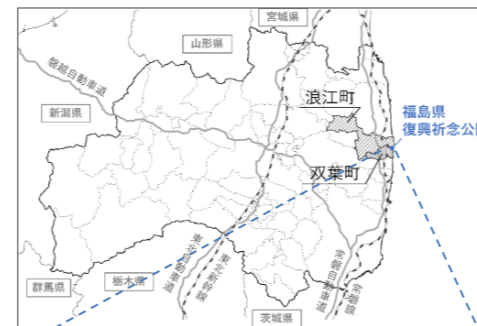 宮城県
山形県
磐越自動車道
新潟県
浪江町
福島県
復興祈念公園
双葉町
東北自動車道
東北新幹線
常磐自動車道
常磐線
群馬県
栃木県
茨城県